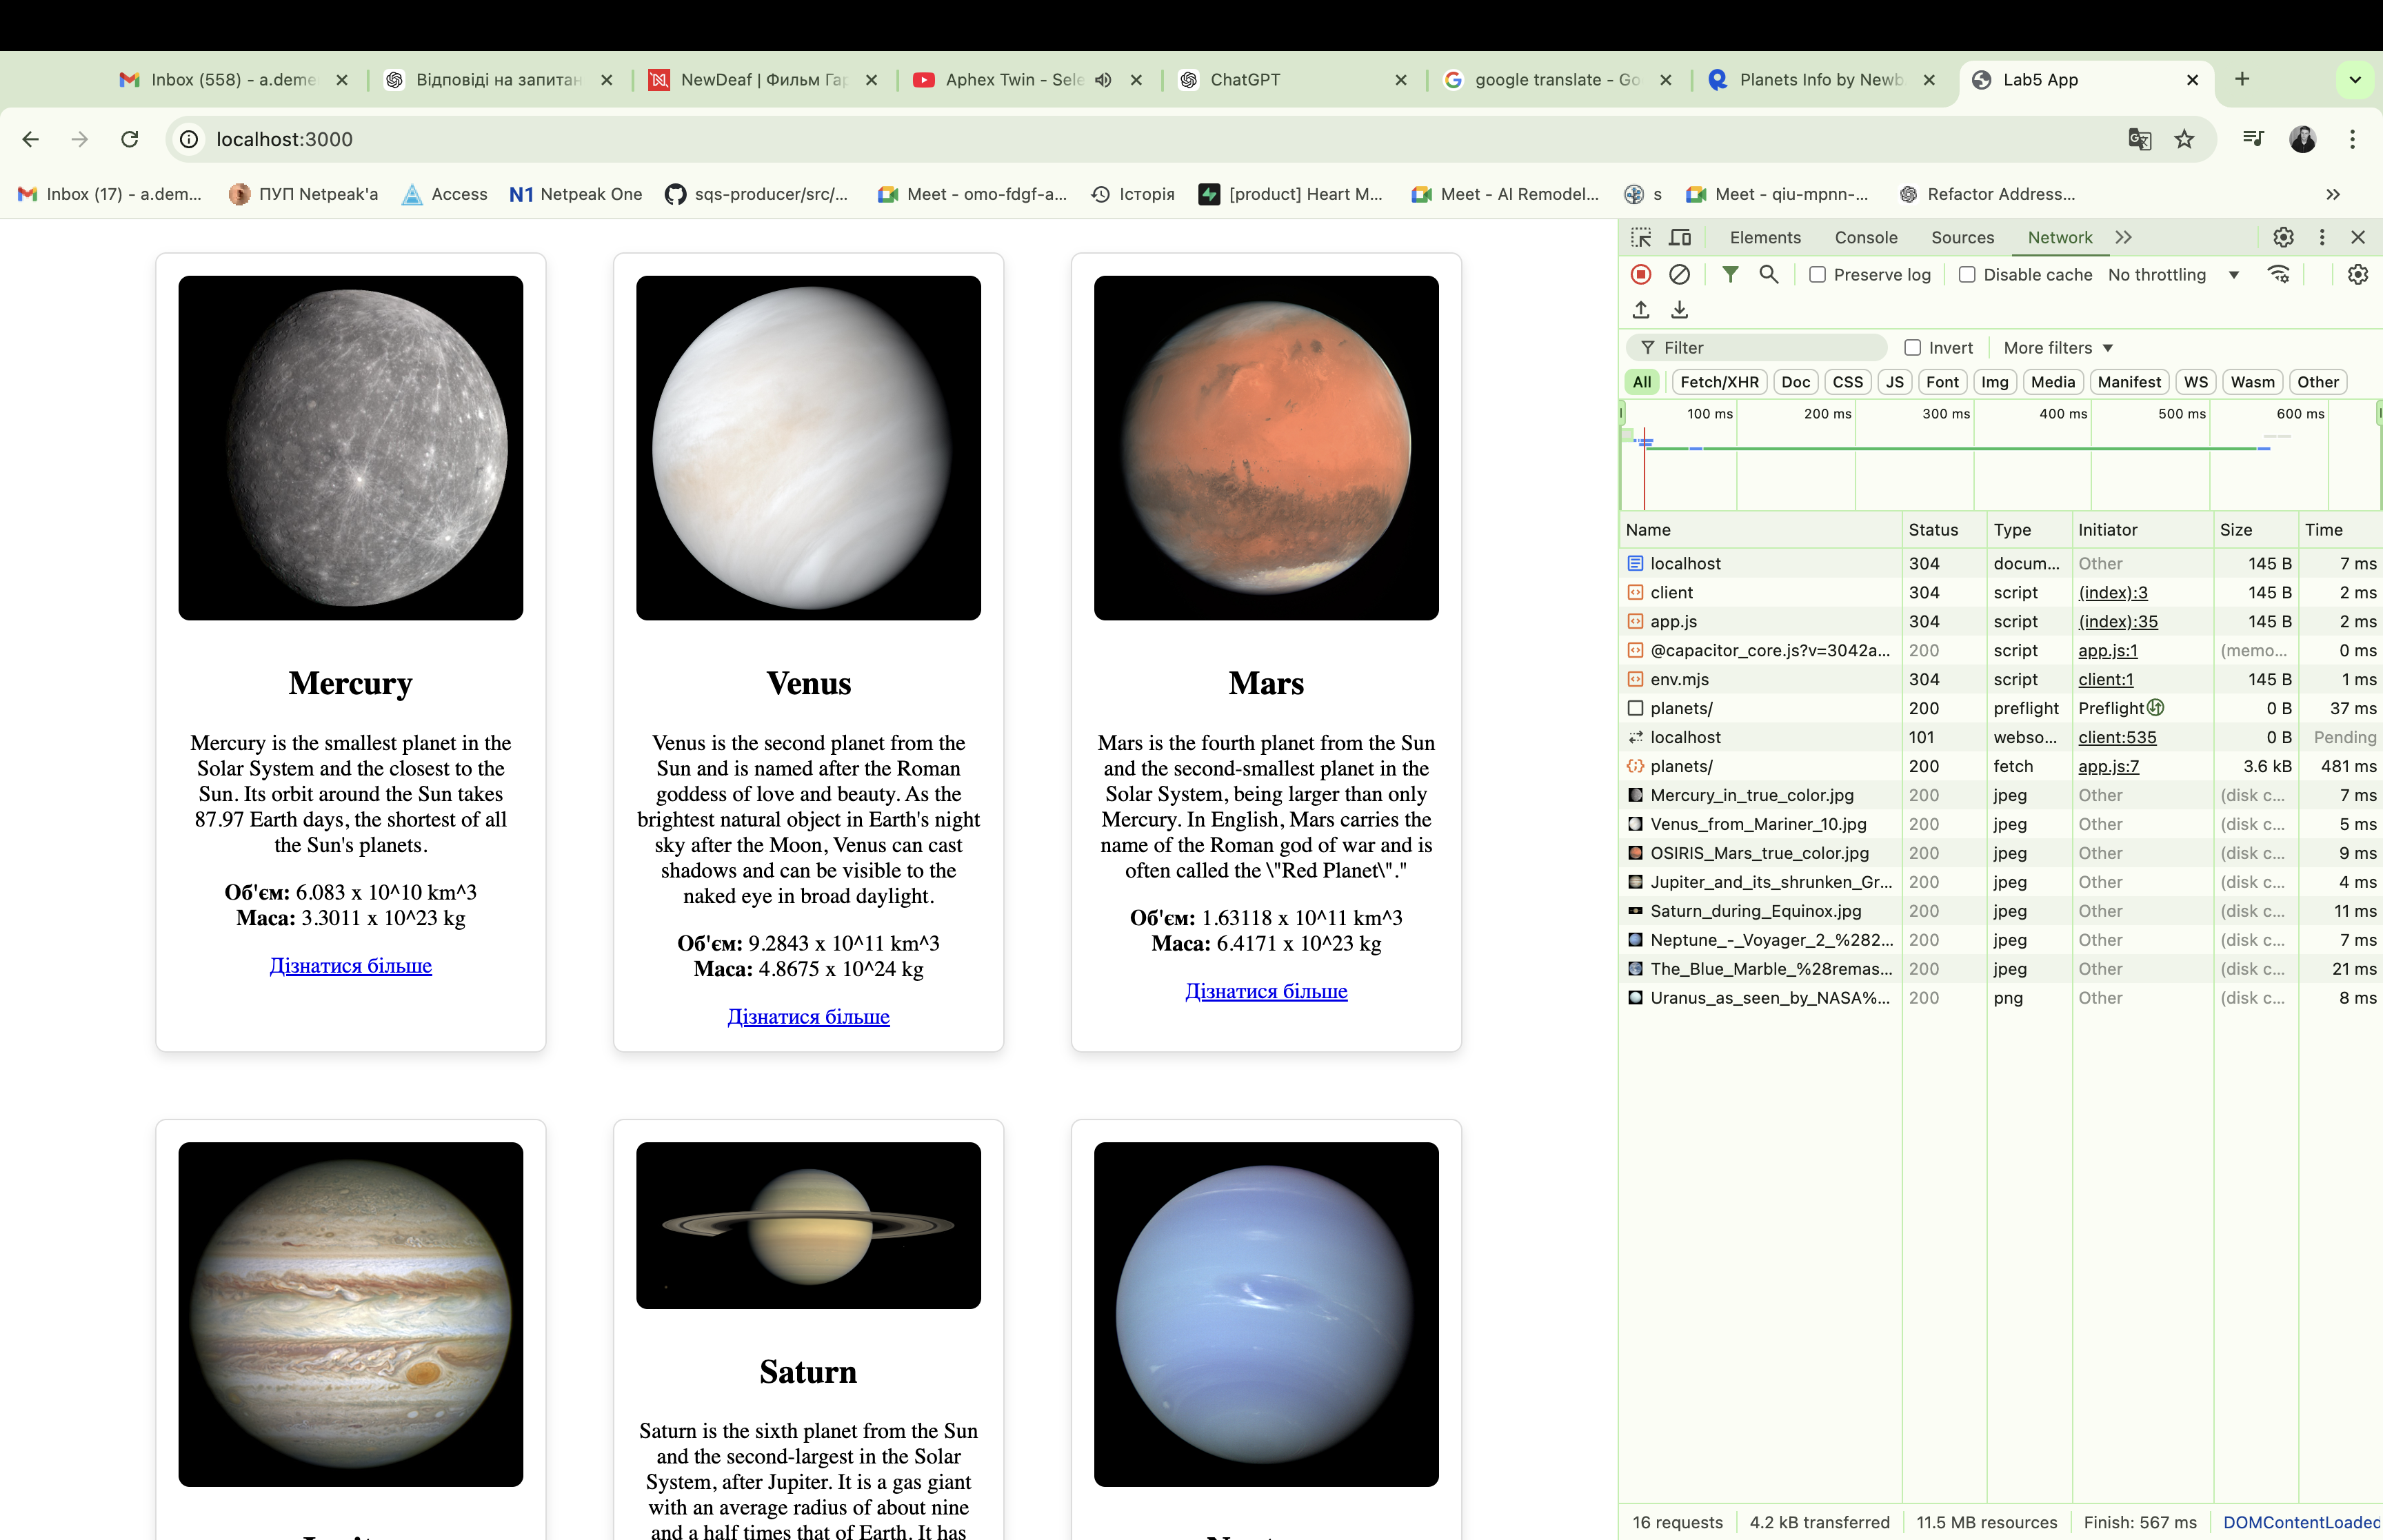 Inbox (558) - a.deme
Відповіді на запитан
NewDeaf | Фильм Гар
Aphex Twin - Sele
ChatGPT
google translate - Go
Planets Info by Newb
Lab5 App
localhost:3000
Inbox (17) - a.dem...
ПУП Netpeak'a
Access
N1 Netpeak One
sqs-producer/src/...
Meet - omo-fdgf-a...
Історія
[product] Heart M...
Meet - AI Remodel...
s
Meet - qiu-mpnn-...
Refactor Address...
Mercury
Mercury is the smallest planet in the
Solar System and the closest to the
Sun. Its orbit around the Sun takes
87.97 Earth days, the shortest of all
the Sun's planets.
Об'єм: 6.083 x 10^10 km^3
Маса: 3.3011 x 10^23 kg
Дізнатися більше
Venus
Venus is the second planet from the
Sun and is named after the Roman
goddess of love and beauty. As the
brightest natural object in Earth's night
sky after the Moon, Venus can cast
shadows and can be visible to the
naked eye in broad daylight.
Об'єм: 9.2843 x 10^11 km^3
Маса: 4.8675 x 10^24 kg
Дізнатися більше
Mars
Mars is the fourth planet from the Sun
and the second-smallest planet in the
Solar System, being larger than only
Mercury. In English, Mars carries the
name of the Roman god of war and is
often called the \"Red Planet\"."
Об'єм: 1.63118 x 10^11 km^3
Маса: 6.4171 x 10^23 kg
Дізнатися більше
Saturn
Saturn is the sixth planet from the Sun
and the second-largest in the Solar
System, after Jupiter. It is a gas giant
with an average radius of about nine
and a half times that of Earth. It has
Elements Console Sources Network
Preserve log Disable cache No throttling
Filter Invert More filters
All Fetch/XHR Doc CSS JS Font Img Media Manifest WS Wasm Other
100 ms 200 ms 300 ms 400 ms 500 ms 600 ms
Name Status Type Initiator Size Time
localhost 304 docum... Other 145 B 7 ms
client 304 script (index):3 145 B 2 ms
app.js 304 script (index):35 145 B 2 ms
@capacitor_core.js?v=3042a... 200 script app.js:1 (memo... 0 ms
env.mjs 304 script client:1 145 B 1 ms
planets/ 200 preflight Preflight 0 B 37 ms
localhost 101 webso... client:535 0 B Pending
planets/ 200 fetch app.js:7 3.6 kB 481 ms
Mercury_in_true_color.jpg 200 jpeg Other (disk c... 7 ms
Venus_from_Mariner_10.jpg 200 jpeg Other (disk c... 5 ms
OSIRIS_Mars_true_color.jpg 200 jpeg Other (disk c... 9 ms
Jupiter_and_its_shrunken_Gr... 200 jpeg Other (disk c... 4 ms
Saturn_during_Equinox.jpg 200 jpeg Other (disk c... 11 ms
Neptune_-_Voyager_2_%282... 200 jpeg Other (disk c... 7 ms
The_Blue_Marble_%28remas... 200 jpeg Other (disk c... 21 ms
Uranus_as_seen_by_NASA%... 200 png Other (disk c... 8 ms
16 requests 4.2 kB transferred 11.5 MB resources Finish: 567 ms DOMContentLoaded